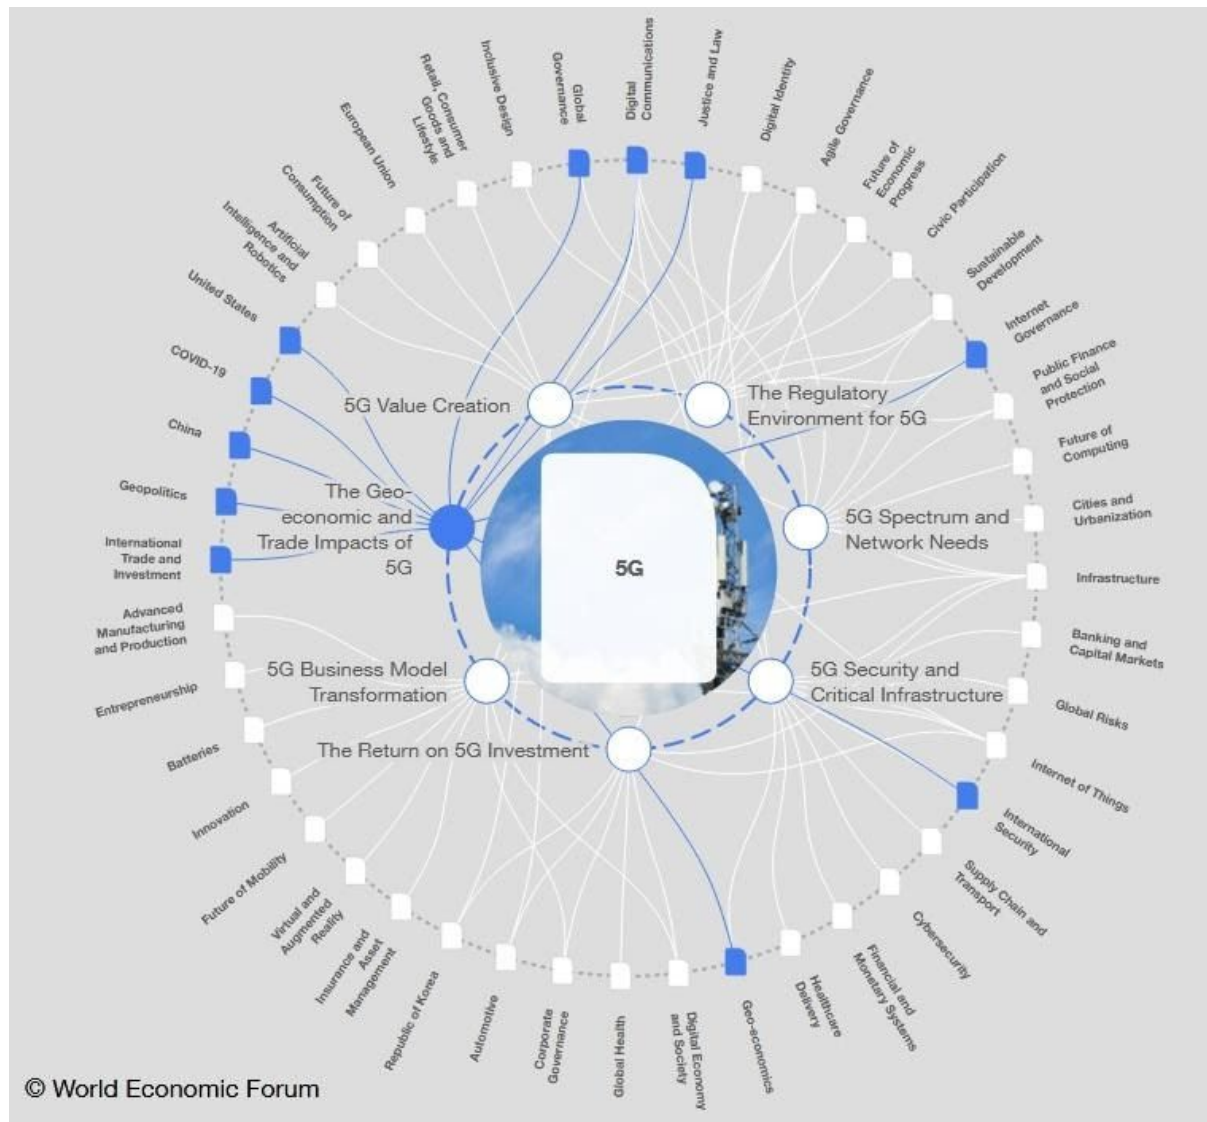 Inclusive Design
Global
Governance
Digital
Communications
Justice and Law
Digital Identity
Agile Governance
Future of
Economic
Progress
Civic Participation
Sustainable
Development
Internet
Governance
Public Finance
and Social
Protection
Future of
Computing
Cities and
Urbanization
Infrastructure
Banking and
Capital Markets
Global Risks
Internet of Things
International
Security
Supply Chain and
Transport
Cybersecurity
Financial and
Monetary Systems
Healthcare
Delivery
Geo-economics
Digital Economy
and Society
Global Health
Corporate
Governance
Automotive
Republic of Korea
Insurance and
Asset
Management
Virtual and
Augmented
Reality
Future of Mobility
Innovation
Batteries
Entrepreneurship
Advanced
Manufacturing
and Production
International
Trade and
Investment
Geopolitics
China
COVID-19
United States
Artificial
Intelligence and
Robotics
Future of
Consumption
European Union
Retail, Consumer
Goods and
Lifestyle
5G Value Creation
The Regulatory
Environment for 5G
The Geo-
economic and
Trade Impacts of
5G
5G
5G Spectrum and
Network Needs
5G Business Model
Transformation
5G Security and
Critical Infrastructure
The Return on 5G Investment
© World Economic Forum